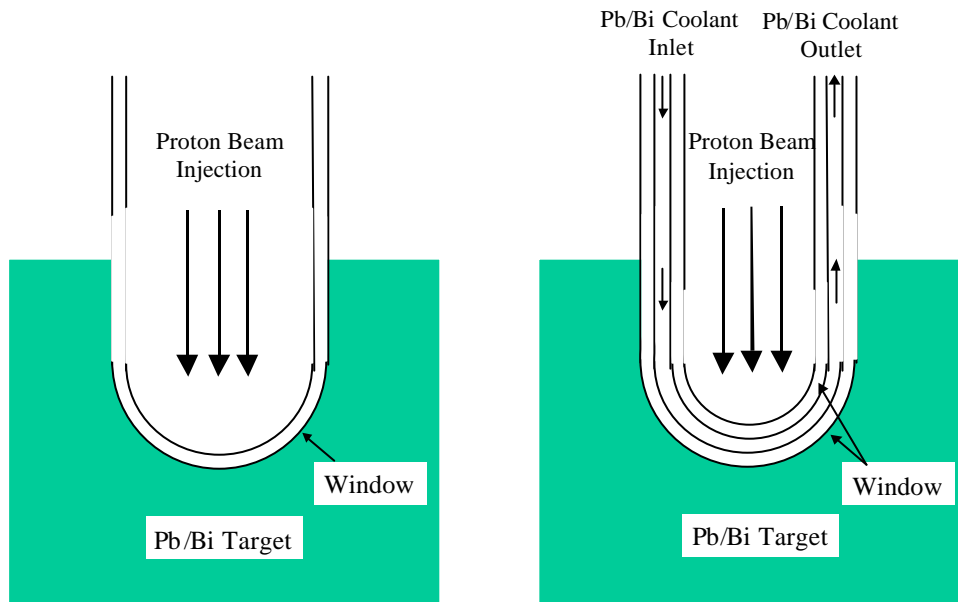 Proton Beam
Injection
Window
Pb/Bi Target
Pb/Bi Coolant
Inlet
Pb/Bi Coolant
Outlet
Proton Beam
Injection
Window
Pb/Bi Target